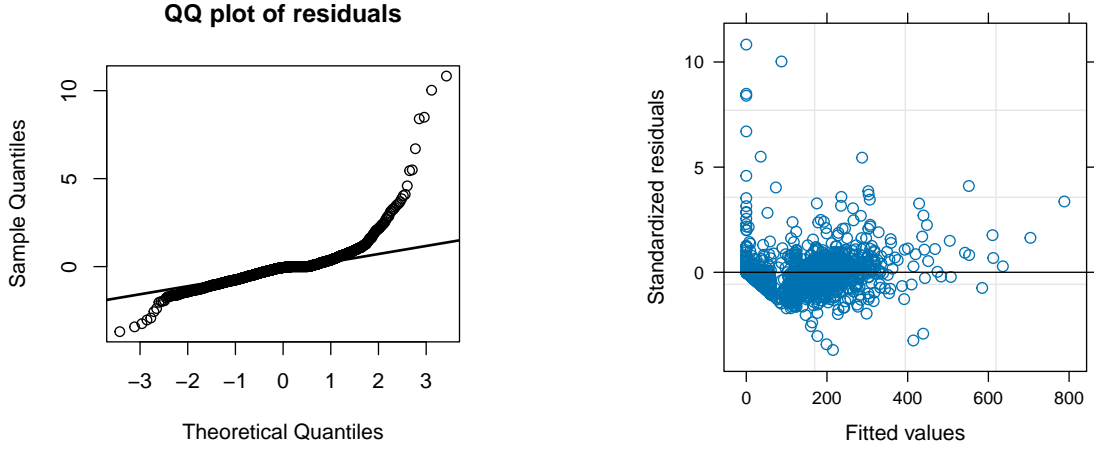 QQ plot of residuals
Sample Quantiles
10
5
0
−3 −2 −1 0 1 2 3
Theoretical Quantiles
Standardized residuals
10
5
0
0 200 400 600 800
Fitted values